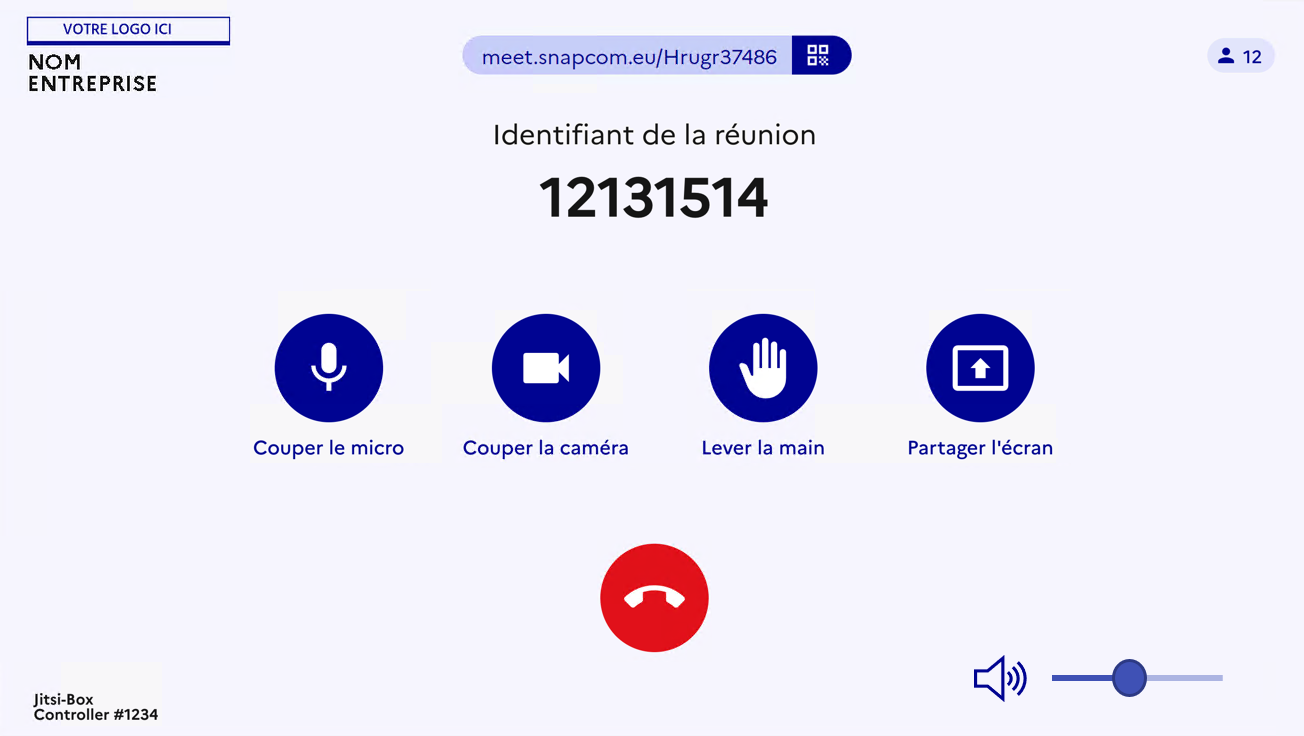 VOTRE LOGO ICI
NOM
ENTREPRISE
meet.snapcom.eu/Hrugr37486
12
Identifiant de la réunion
12131514
Couper le micro
Couper la caméra
Lever la main
Partager l'écran
Jitsi-Box
Controller #1234